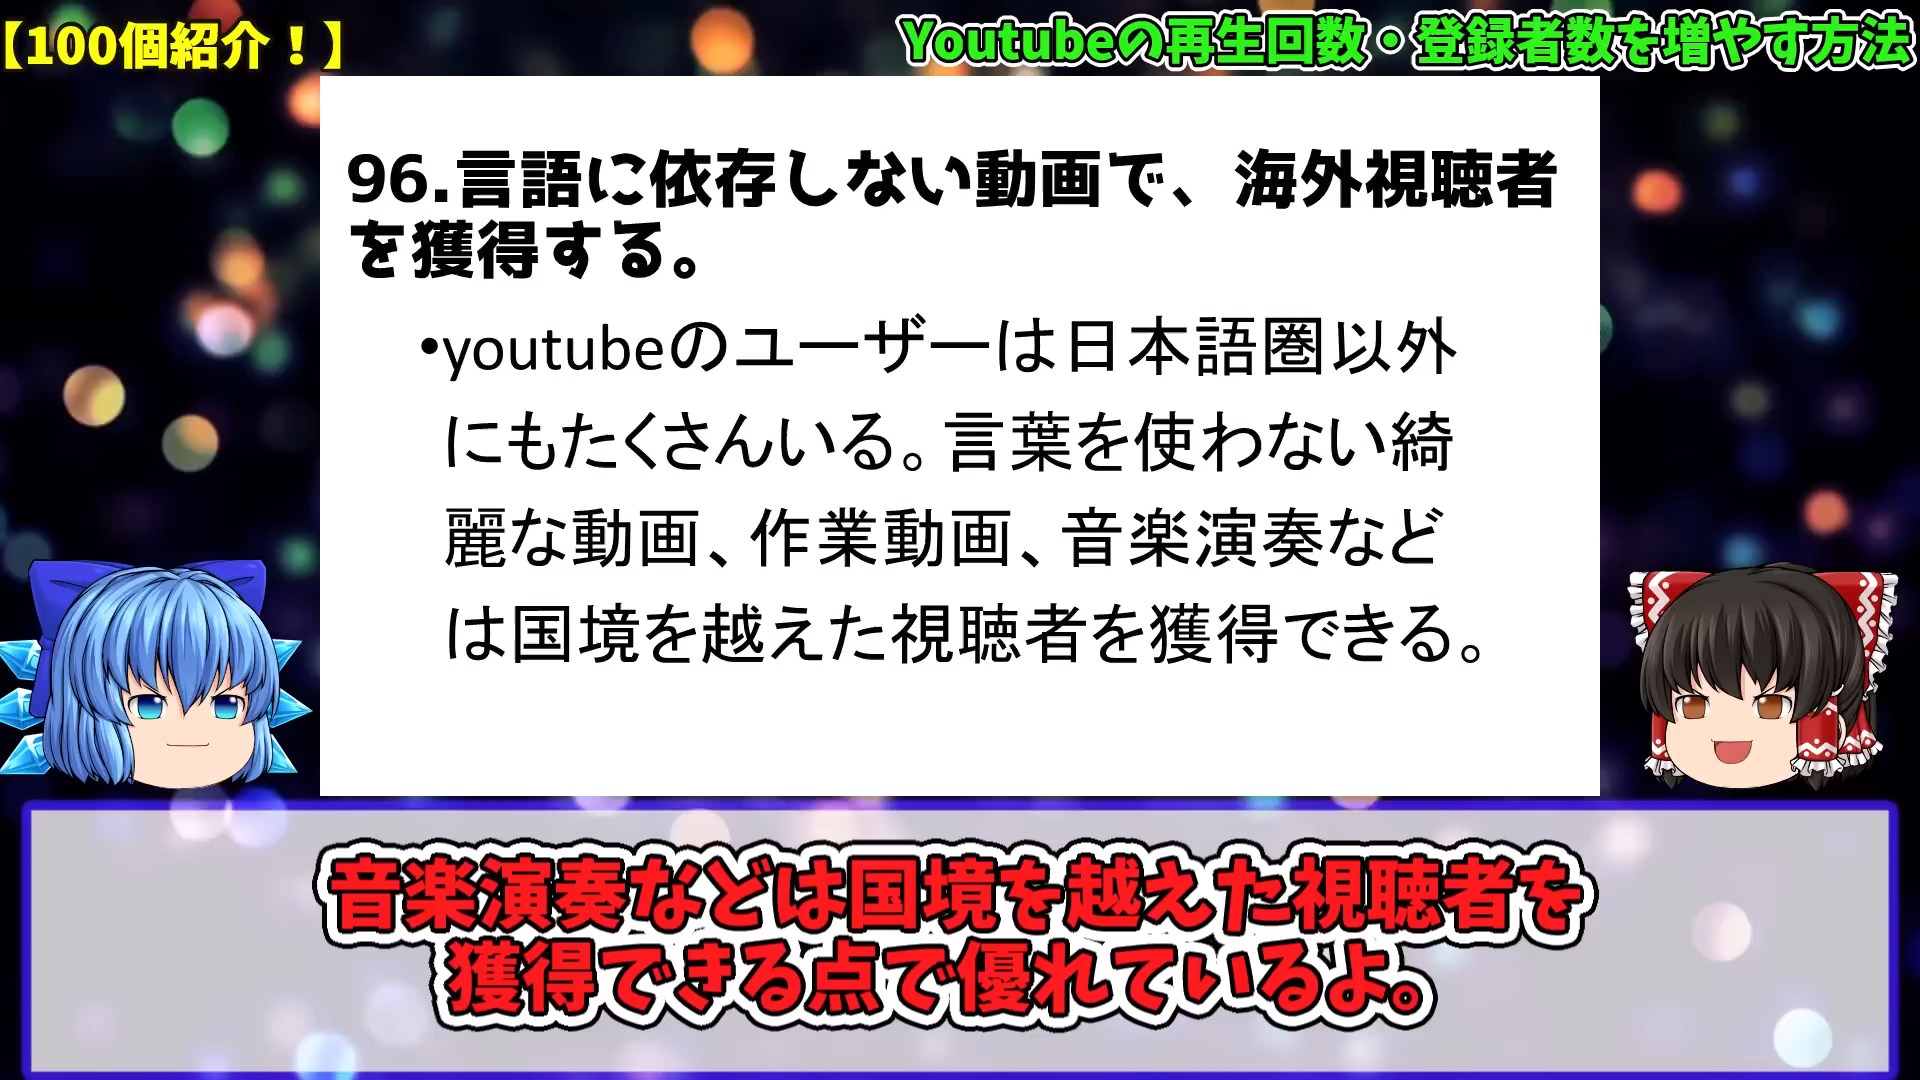 【100個紹介！】
Youtubeの再生回数・登録者数を増やす方法
96.言語に依存しない動画で、海外視聴者
を獲得する。
•youtubeのユーザーは日本語圏以外
にもたくさんいる。言葉を使わない綺
麗な動画、作業動画、音楽演奏など
は国境を越えた視聴者を獲得できる。
音楽演奏などは国境を越えた視聴者を
獲得できる点で優れているよ。